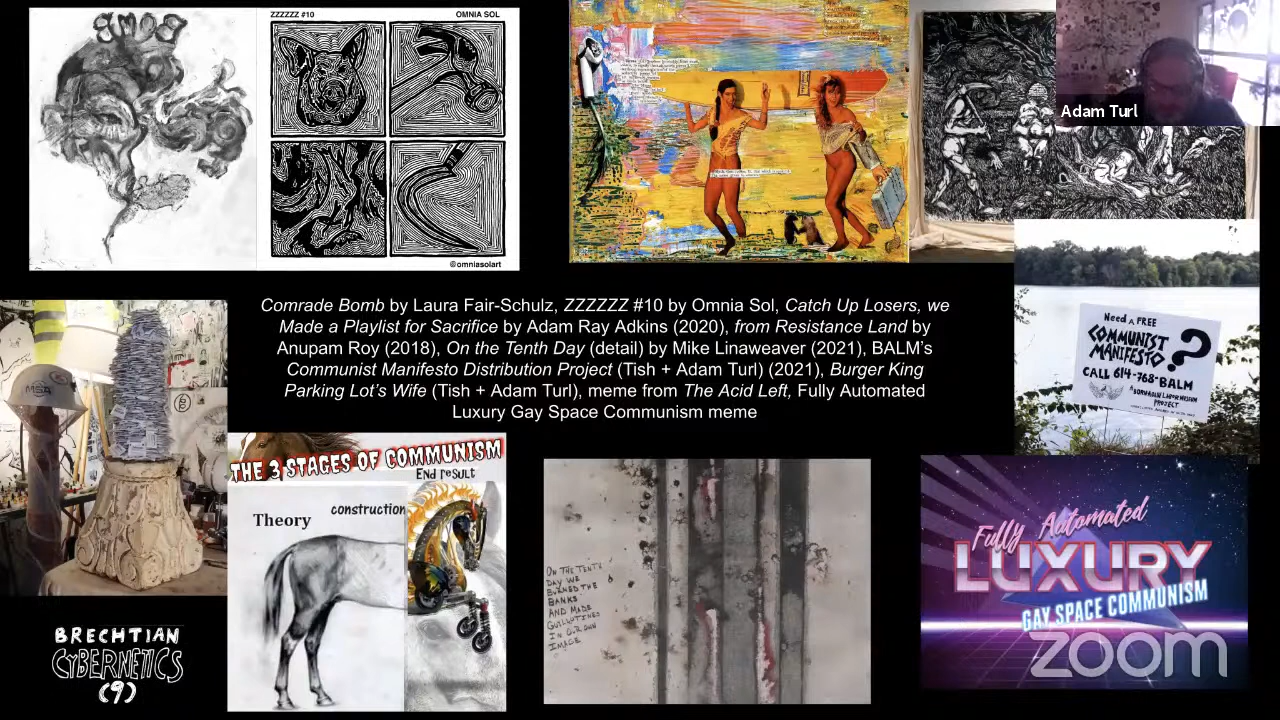 ZZZZZZ #10
OMNIA SOL
©omniasolart
Adam Turl
Comrade Bomb by Laura Fair-Schulz, ZZZZZZ #10 by Omnia Sol, Catch Up Losers, we
Made a Playlist for Sacrifice by Adam Ray Adkins (2020), from Resistance Land by
Anupam Roy (2018), On the Tenth Day (detail) by Mike Linaweaver (2021), BALM's
Communist Manifesto Distribution Project (Tish + Adam Turl) (2021), Burger King
Parking Lot's Wife (Tish + Adam Turl), meme from The Acid Left, Fully Automated
Luxury Gay Space Communism meme
Need A FREE
COMMUNIST
MANIFESTO?
CALL 614-768-BALM
A BORN AGAIN LABOR MUSEUM
PROJECT
MSA
THE 3 STAGES OF COMMUNISM
END RESULT
construction
Theory
ON THE TENTH
DAY WE
BURNED THE
BANKS
AND MADE
GUILLOTINES
IN OUR OWN
IMAGE
Fully Automated
LUXURY
GAY SPACE COMMUNISM
zoom
BRECHTIAN
CYBERNETICS
(9)